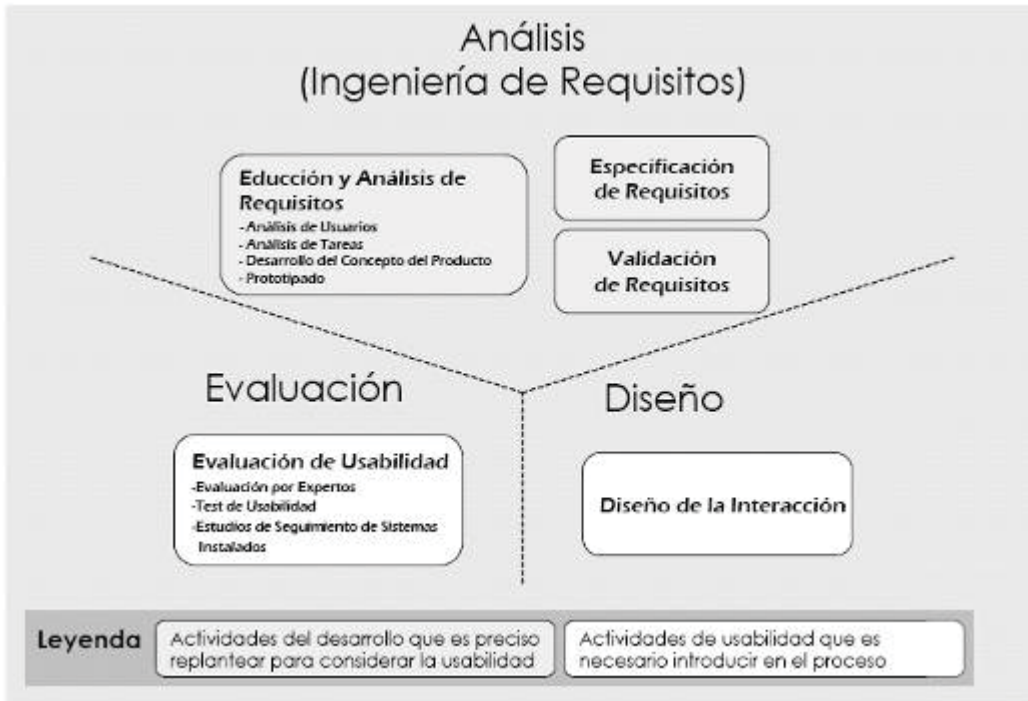 Análisis
(Ingeniería de Requisitos)
Educción y Análisis de
Requisitos
-Análisis de Usuarios
-Análisis de Tareas
- Desarrollo del Concepto del Producto
- Prototipado
Especificación
de Requisitos
Validación
de Requisitos
Evaluación
Evaluación de Usabilidad
-Evaluación por Expertos
-Test de Usabilidad
-Estudios de Seguimiento de Sistemas
Instalados
Diseño
Diseño de la Interacción
Leyenda
Actividades del desarrollo que es preciso
replantear para considerar la usabilidad
Actividades de usabilidad que es
necesario introducir en el proceso